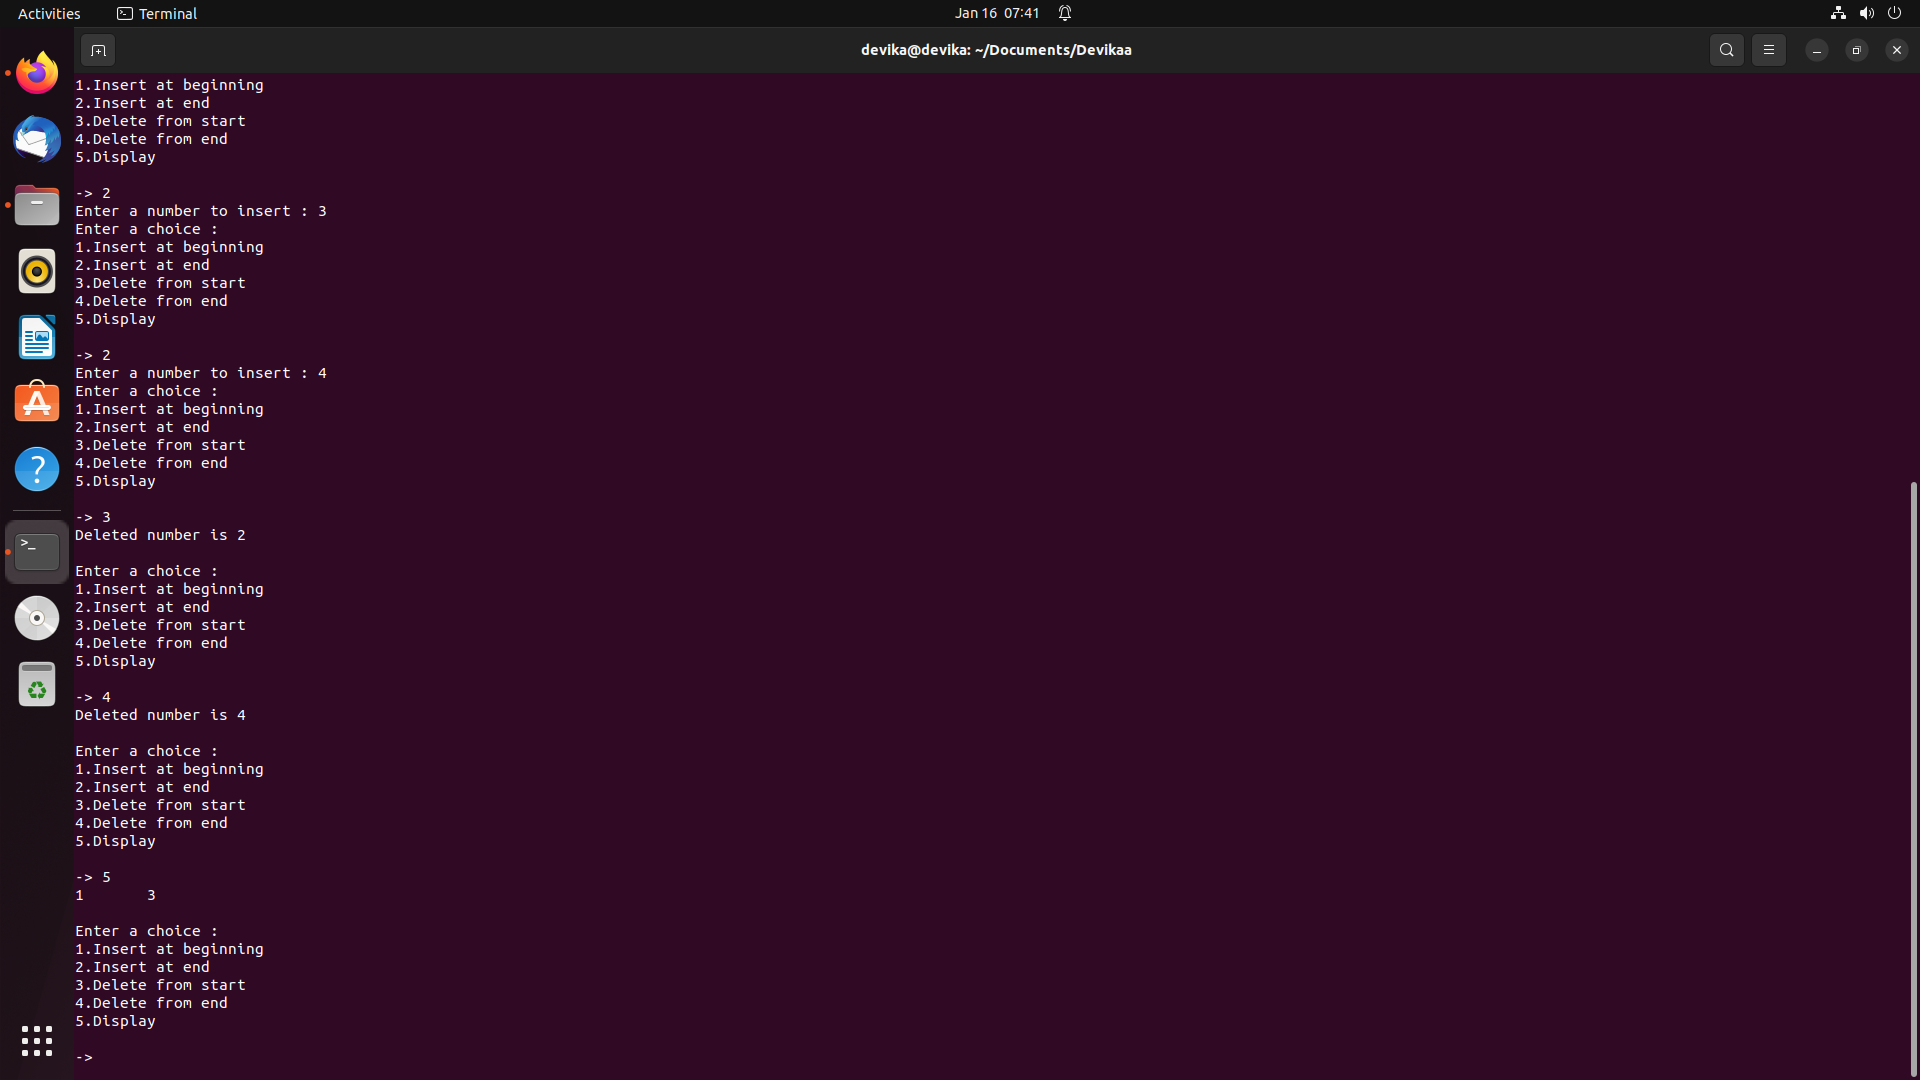 Activities Terminal Jan 16 07:41
devika@devika: ~/Documents/Devikaa
1.Insert at beginning
2.Insert at end
3.Delete from start
4.Delete from end
5.Display
-> 2
Enter a number to insert : 3
Enter a choice :
1.Insert at beginning
2.Insert at end
3.Delete from start
4.Delete from end
5.Display
-> 2
Enter a number to insert : 4
Enter a choice :
1.Insert at beginning
2.Insert at end
3.Delete from start
4.Delete from end
5.Display
-> 3
Deleted number is 2
Enter a choice :
1.Insert at beginning
2.Insert at end
3.Delete from start
4.Delete from end
5.Display
-> 4
Deleted number is 4
Enter a choice :
1.Insert at beginning
2.Insert at end
3.Delete from start
4.Delete from end
5.Display
-> 5
1 3
Enter a choice :
1.Insert at beginning
2.Insert at end
3.Delete from start
4.Delete from end
5.Display
->